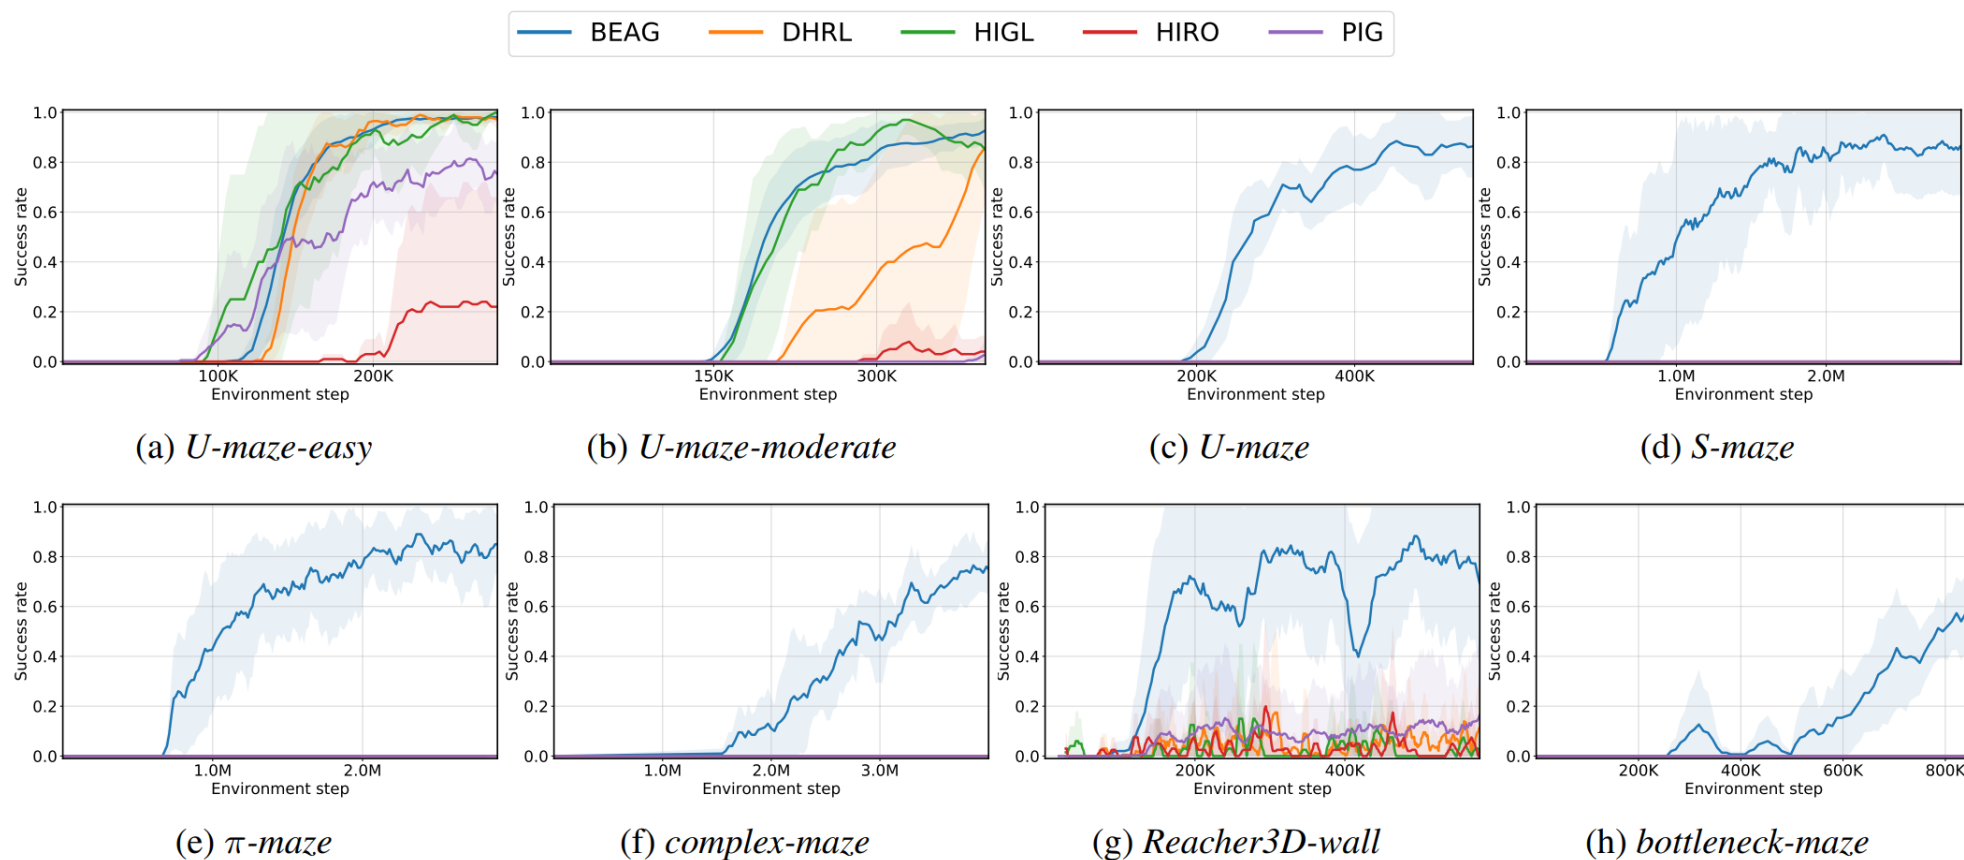 BEAG DHRL HIGL HIRO PIG
1.0 0.8 0.6 0.4 0.2 0.0
Success rate
100K 200K
Environment step
(a) U-maze-easy
1.0 0.8 0.6 0.4 0.2 0.0
Success rate
150K 300K
Environment step
(b) U-maze-moderate
1.0 0.8 0.6 0.4 0.2 0.0
Success rate
200K 400K
Environment step
(c) U-maze
1.0 0.8 0.6 0.4 0.2 0.0
Success rate
1.0M 2.0M
Environment step
(d) S-maze
1.0 0.8 0.6 0.4 0.2 0.0
Success rate
1.0M 2.0M
Environment step
(e) π-maze
1.0 0.8 0.6 0.4 0.2 0.0
Success rate
1.0M 2.0M 3.0M
Environment step
(f) complex-maze
1.0 0.8 0.6 0.4 0.2 0.0
Success rate
200K 400K
Environment step
(g) Reacher3D-wall
1.0 0.8 0.6 0.4 0.2 0.0
Success rate
200K 400K 600K 800K
Environment step
(h) bottleneck-maze